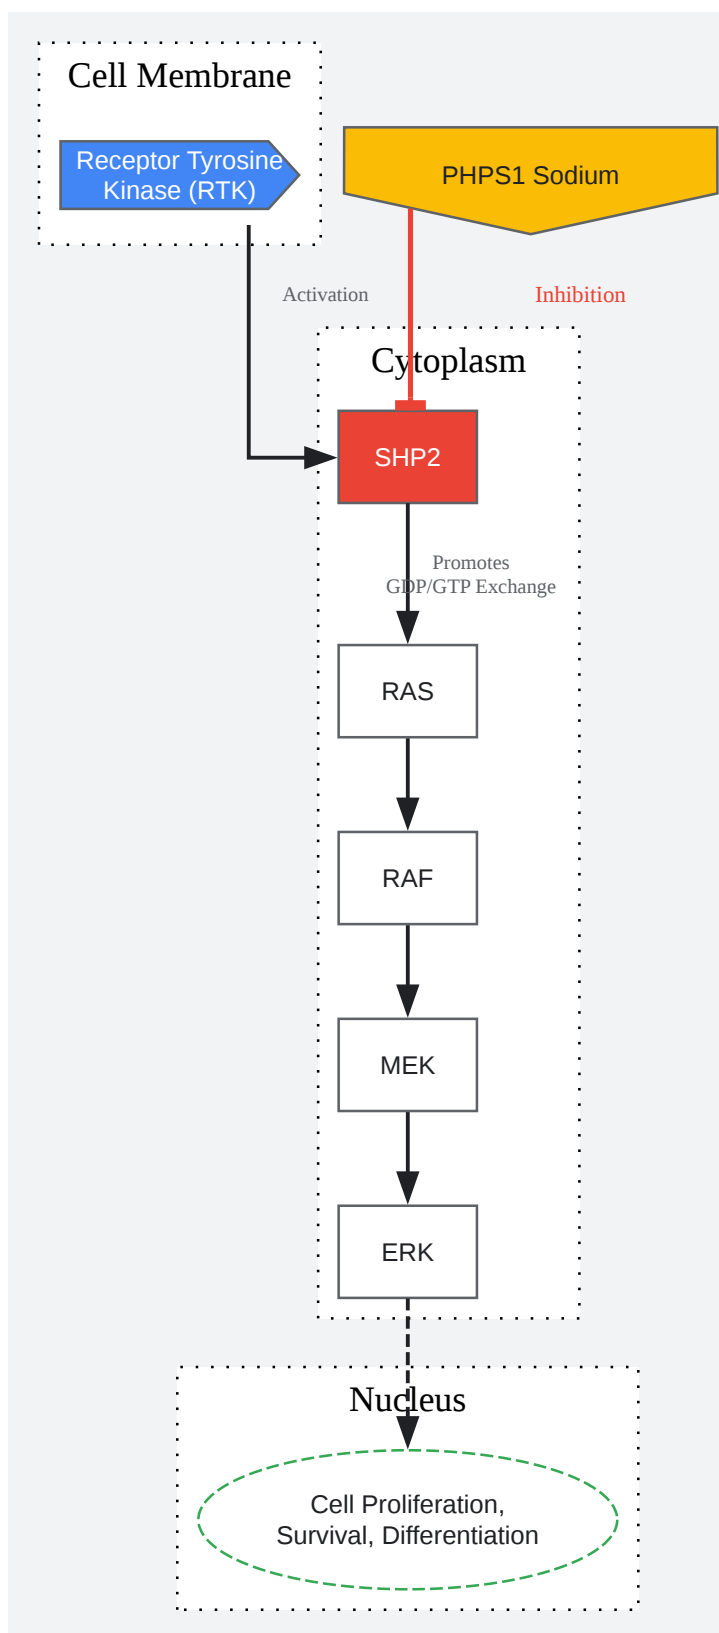 Cell Membrane
Receptor Tyrosine
Kinase (RTK)
PHPS1 Sodium
Activation
Inhibition
Cytoplasm
SHP2
Promotes
GDP/GTP Exchange
RAS
RAF
MEK
ERK
Nucleus
Cell Proliferation,
Survival, Differentiation